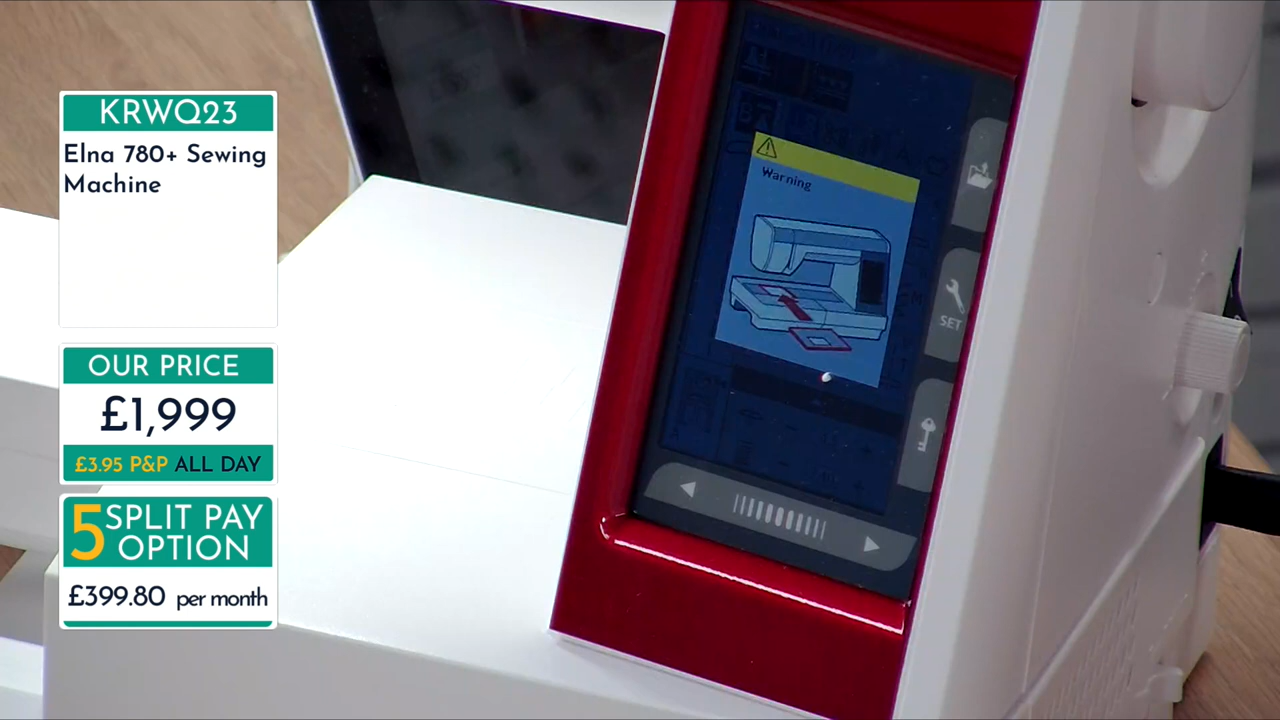 KRWQ23
Elna 780+ Sewing
Machine
OUR PRICE
£1,999
£3.95 P&P ALL DAY
5 SPLIT PAY
OPTION
£399.80 per month
Warning
SET